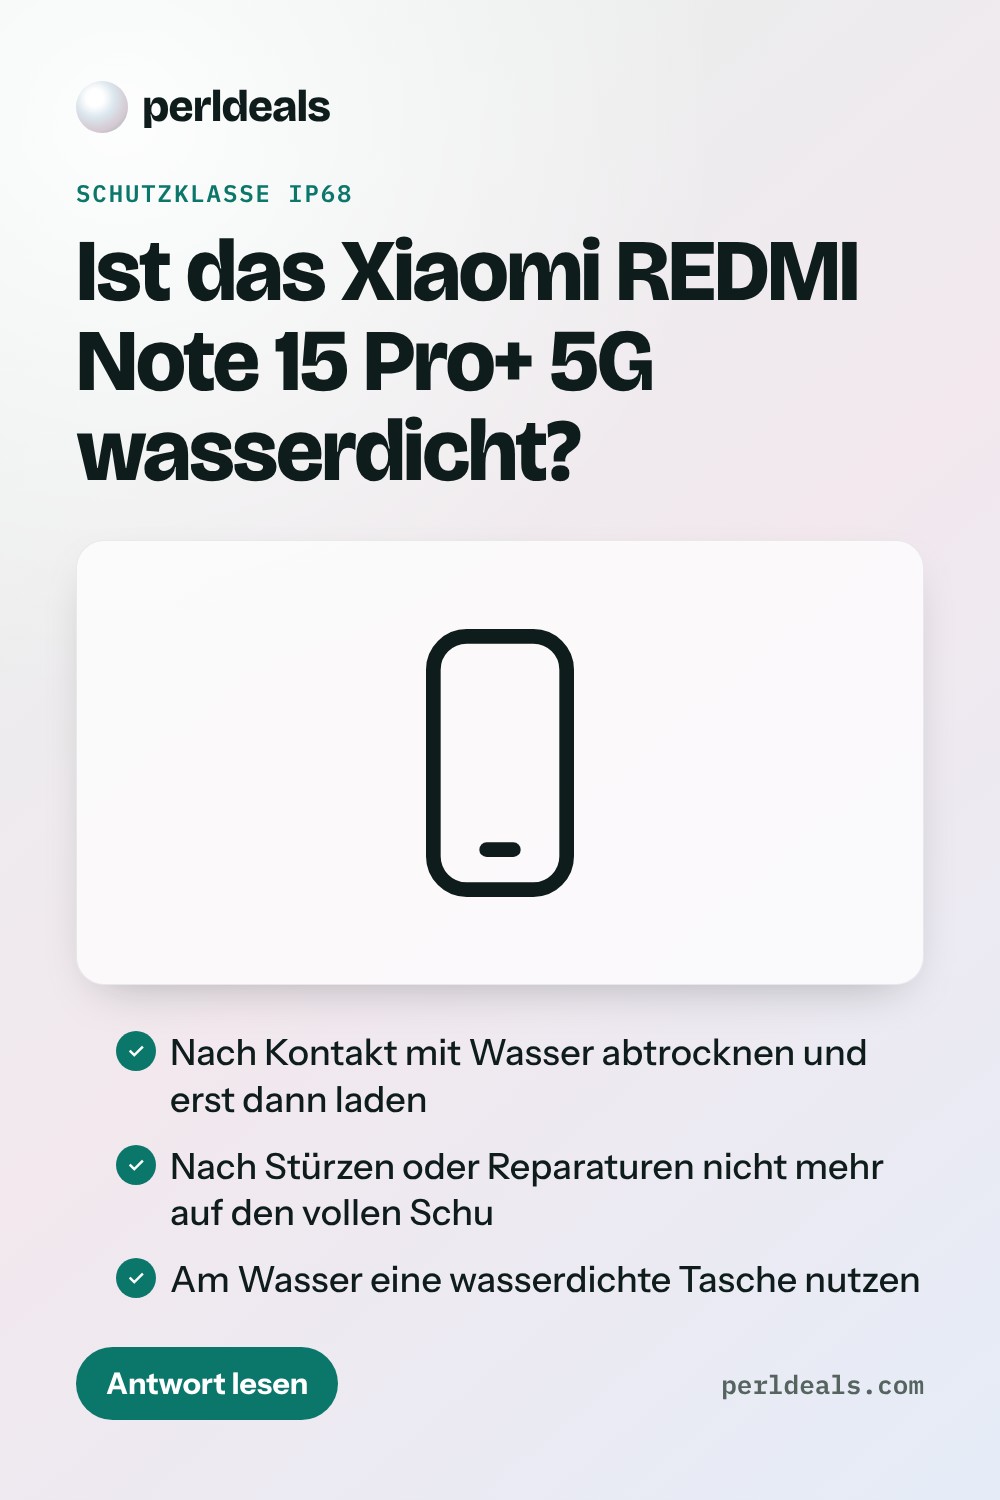 perldeals
SCHUTZKLASSE IP68
Ist das Xiaomi REDMI
Note 15 Pro+ 5G
wasserdicht?
Nach Kontakt mit Wasser abtrocknen und
erst dann laden
Nach Stürzen oder Reparaturen nicht mehr
auf den vollen Schu
Am Wasser eine wasserdichte Tasche nutzen
Antwort lesen
perldeals.com